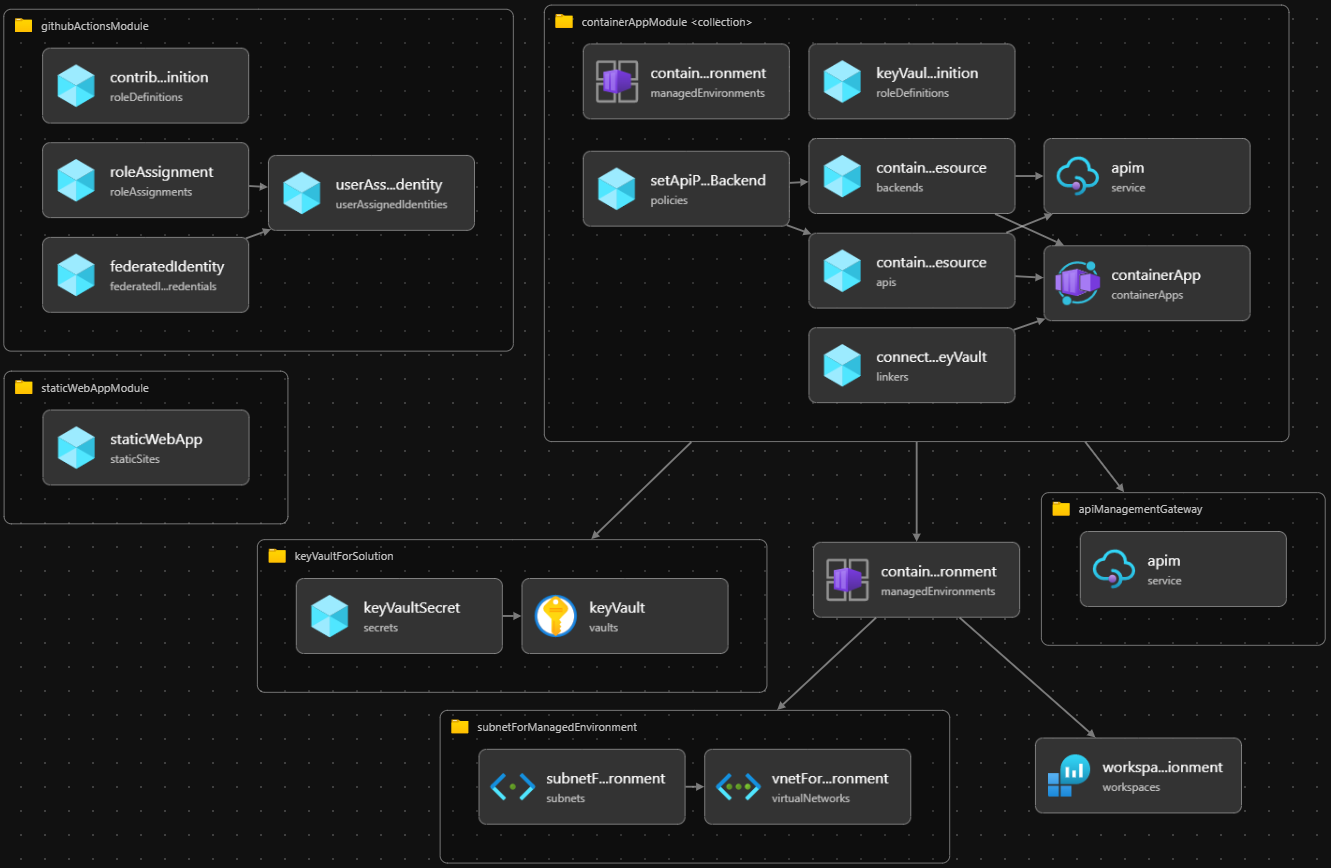 githubActionsModule
contrib...inition
roleDefinitions
roleAssignment
roleAssignments
federatedIdentity
federatedI...redentials
userAss...dentity
userAssignedIdentities
containerAppModule <collection>
contain...ronment
managedEnvironments
keyVaul...inition
roleDefinitions
setApiP...Backend
policies
contain...esource
backends
apim
service
contain...esource
apis
containerApp
containerApps
connect...eyVault
linkers
staticWebAppModule
staticWebApp
staticSites
keyVaultForSolution
keyVaultSecret
secrets
keyVault
vaults
contain...ronment
managedEnvironments
apiManagementGateway
apim
service
subnetForManagedEnvironment
subnetF...ronment
subnets
vnetFor...ronment
virtualNetworks
workspa...ionment
workspaces